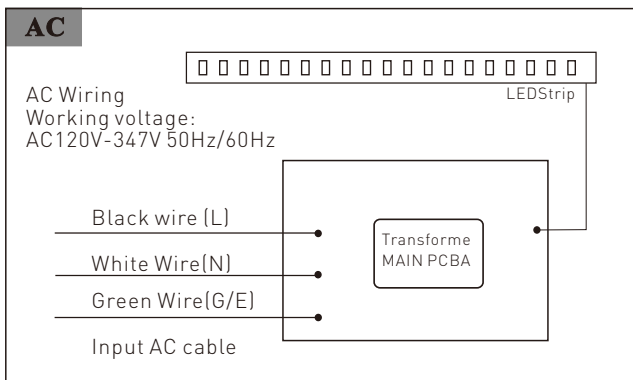 AC
AC Wiring
Working voltage:
AC120V-347V 50Hz/60Hz
LEDStrip
Black wire (L)
White Wire(N)
Green Wire(G/E)
Input AC cable
Transforme
MAIN PCBA